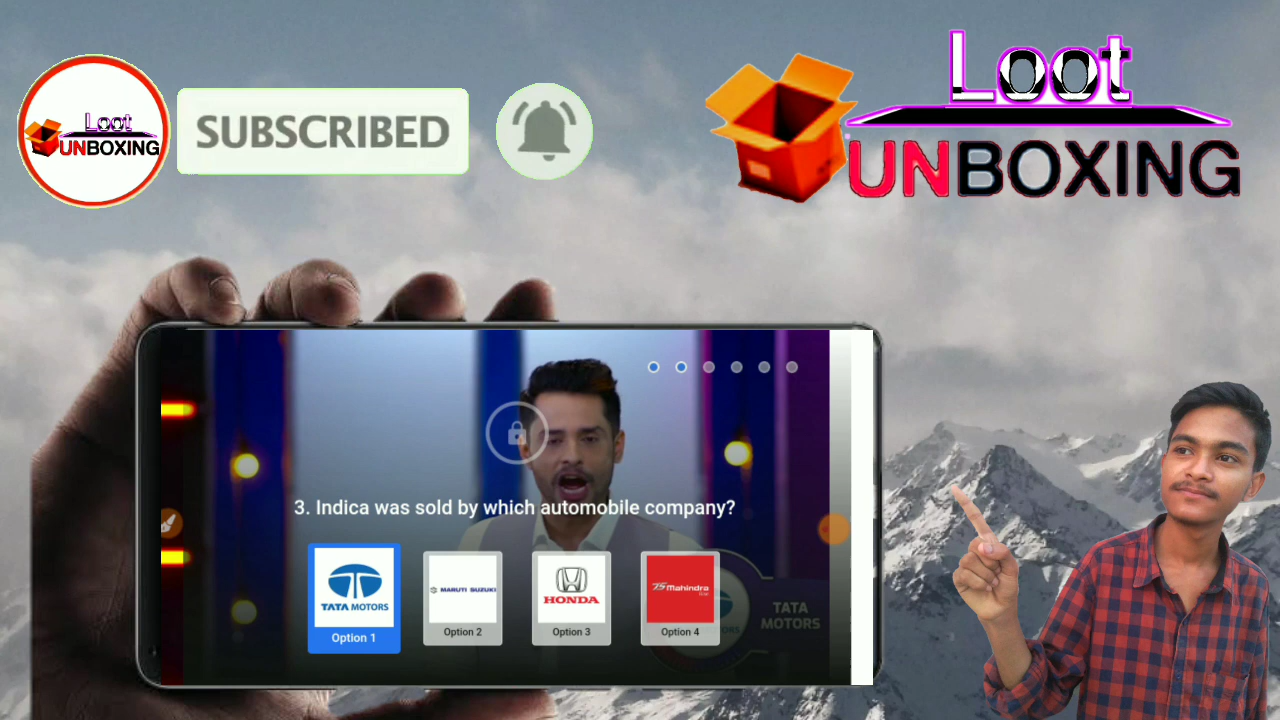 Loot
UNBOXING
SUBSCRIBED
Loot
UNBOXING
3. Indica was sold by which automobile company?
TATA MOTORS
Option 1
MARUTI SUZUKI
Option 2
HONDA
Option 3
Mahindra
Rise
Option 4
TATA
MOTORS